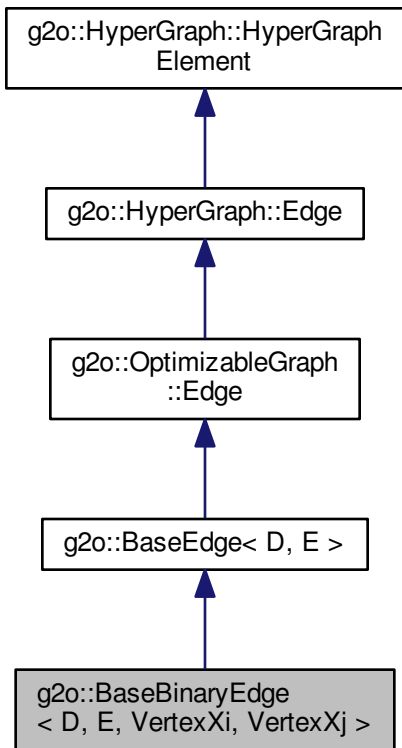 g2o::HyperGraph::HyperGraph
Element
g2o::HyperGraph::Edge
g2o::OptimizableGraph
::Edge
g2o::BaseEdge< D, E >
g2o::BaseBinaryEdge
< D, E, VertexXi, VertexXj >